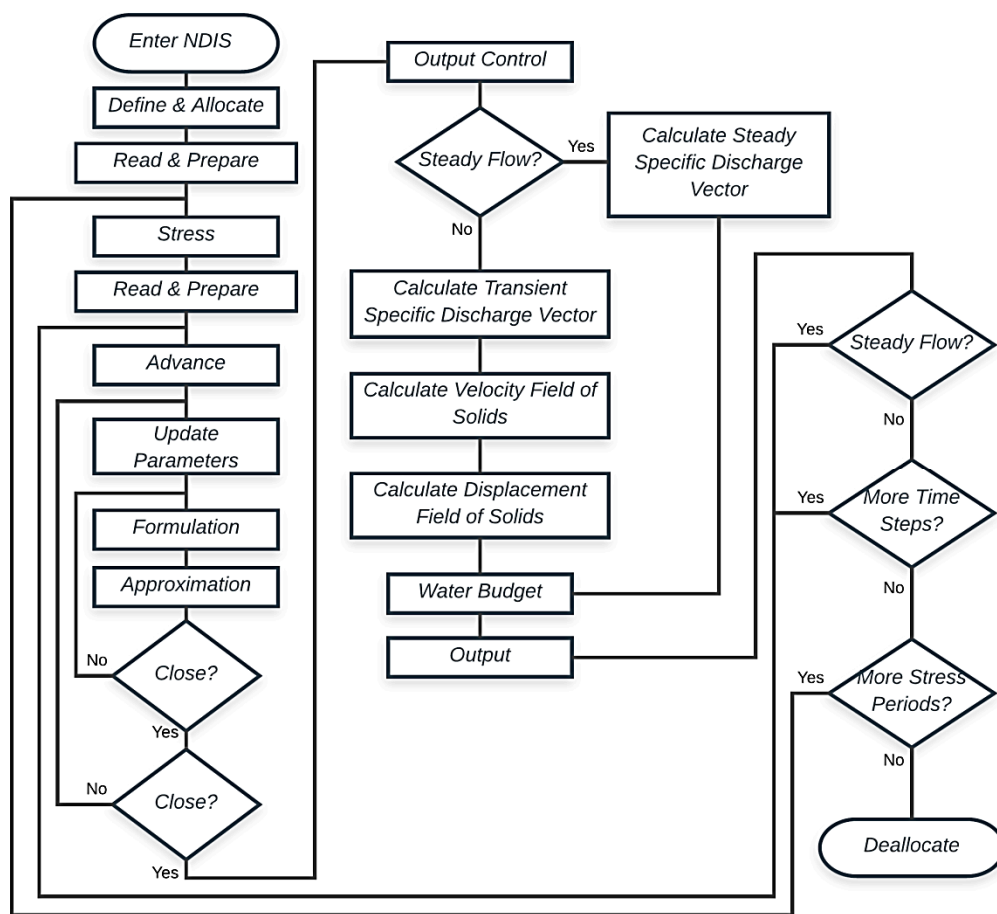 Enter NDIS
Define & Allocate
Read & Prepare
Stress
Read & Prepare
Advance
Update
Parameters
Formulation
Approximation
Close?
No
Yes
Close?
No
Yes
Output Control
Steady Flow?
Yes
No
Calculate Steady
Specific Discharge
Vector
Calculate Transient
Specific Discharge Vector
Calculate Velocity Field of
Solids
Calculate Displacement
Field of Solids
Water Budget
Output
Steady Flow?
Yes
No
More Time
Steps?
Yes
No
More Stress
Periods?
Yes
No
Deallocate